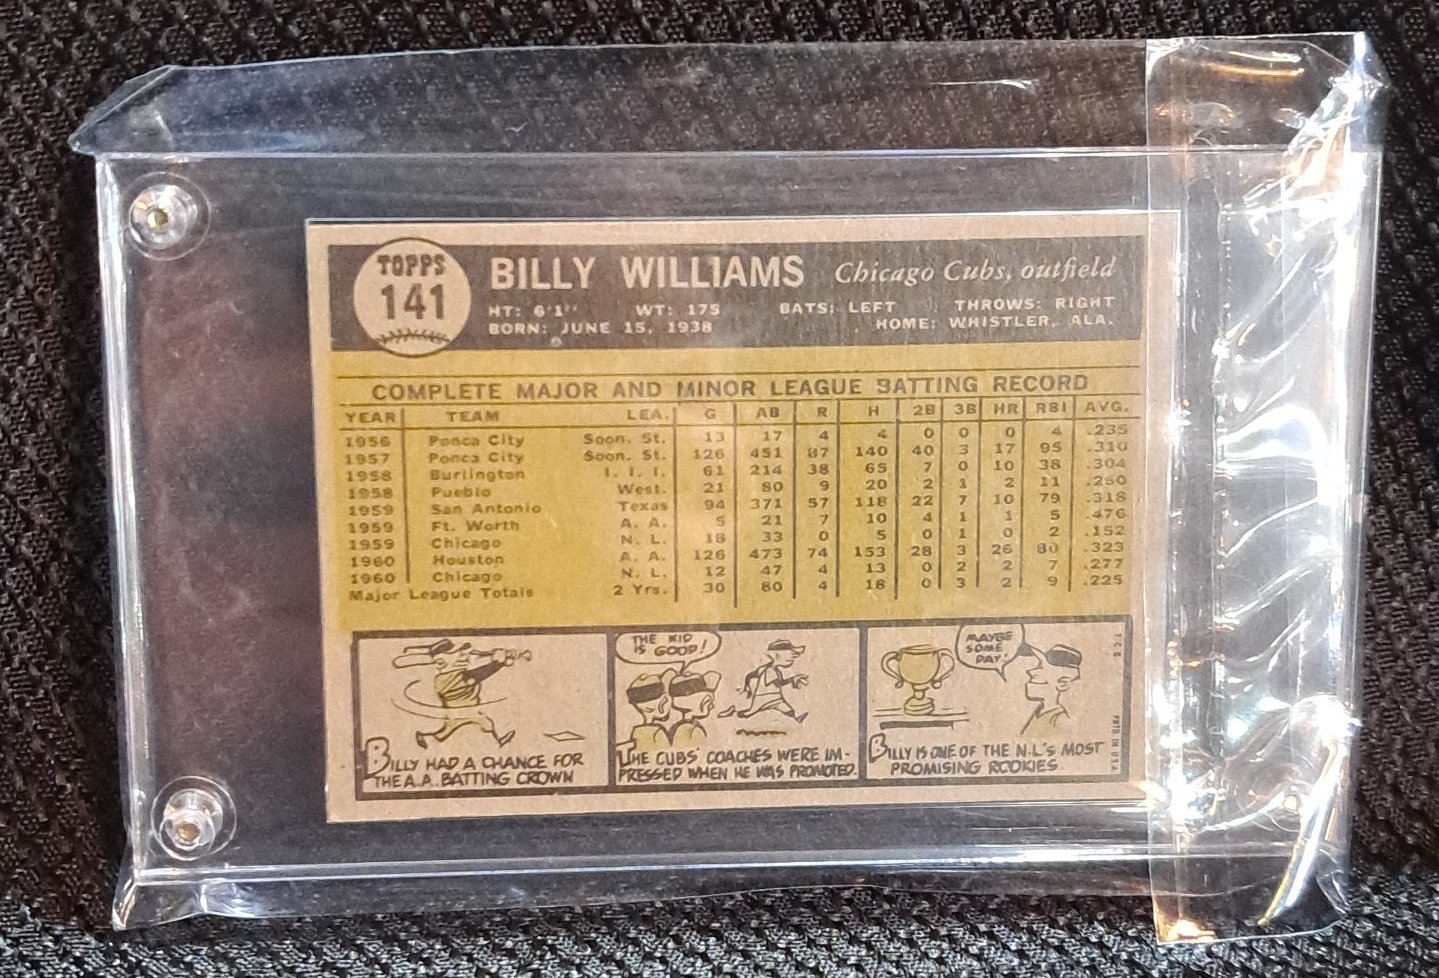 TOPPS
141
BILLY WILLIAMS Chicago Cubs, outfield
HT: 6'1" WT: 175 BATS: LEFT THROWS: RIGHT
BORN: JUNE 15, 1938 HOME: WHISTLER, ALA.
COMPLETE MAJOR AND MINOR LEAGUE BATTING RECORD
YEAR TEAM LEA. G AB R H 2B 3B HR RBI AVG.
1956 Ponca City Soon. St. 13 17 4 4 0 0 0 4 .235
1957 Ponca City Soon. St. 126 451 87 140 40 3 17 95 .310
1958 Burlington I. I. I. 61 214 38 65 7 0 10 38 .304
1958 Pueblo West. 21 80 9 20 2 1 2 11 .250
1959 San Antonio Texas 94 371 57 118 22 7 10 79 .318
1959 Ft. Worth A. A. 5 21 7 10 4 1 1 5 .476
1959 Chicago N. L. 18 33 0 5 0 1 0 2 .152
1960 Houston A. A. 126 473 74 153 28 3 26 80 .323
1960 Chicago N. L. 12 47 4 13 0 2 2 7 .277
Major League Totals 2 Yrs. 30 80 4 18 0 3 2 9 .225
BILLY HAD A CHANCE FOR
THE A.A. BATTING CROWN
THE KID
IS GOOD!
THE CUBS' COACHES WERE IM-
PRESSED WHEN HE WAS PROMOTED
MAYBE
SOME
DAY!
BILLY IS ONE OF THE N.L.'S MOST
PROMISING ROOKIES
T.C.G.
PRTD. IN U.S.A.